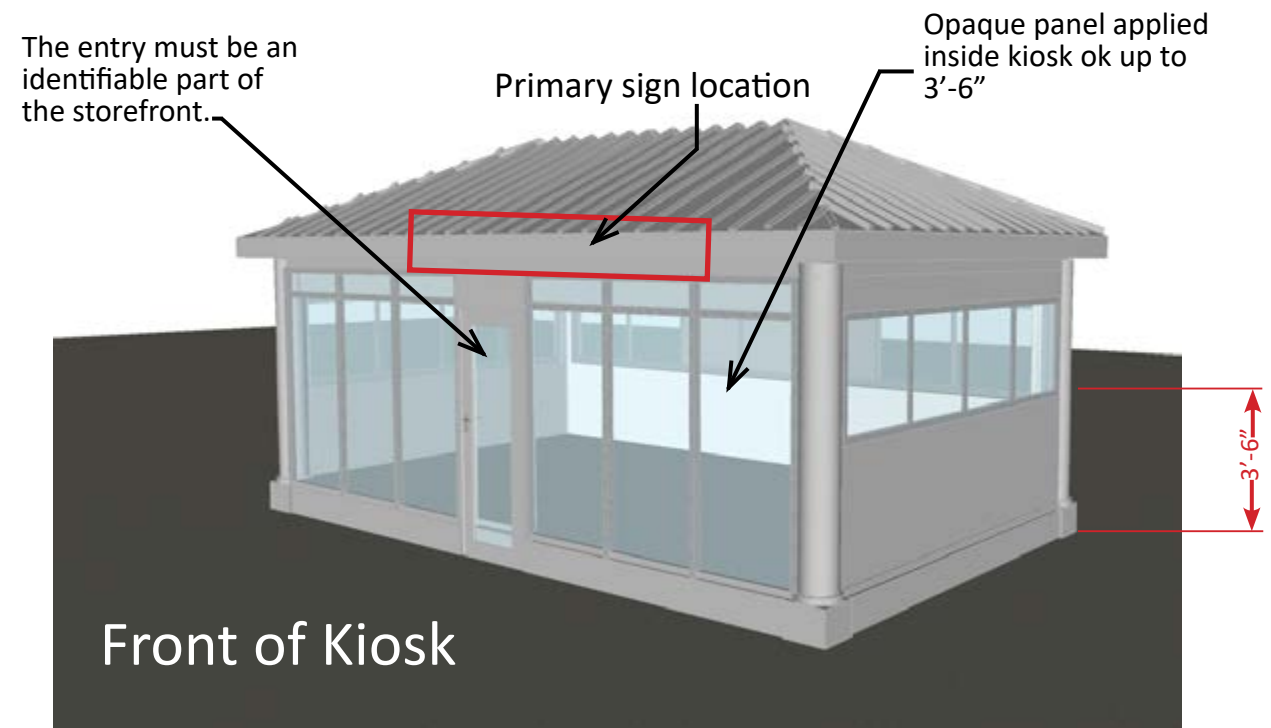 The entry must be an
identifiable part of
the storefront.
Primary sign location
Opaque panel applied
inside kiosk ok up to
3’-6”
3’-6”
Front of Kiosk